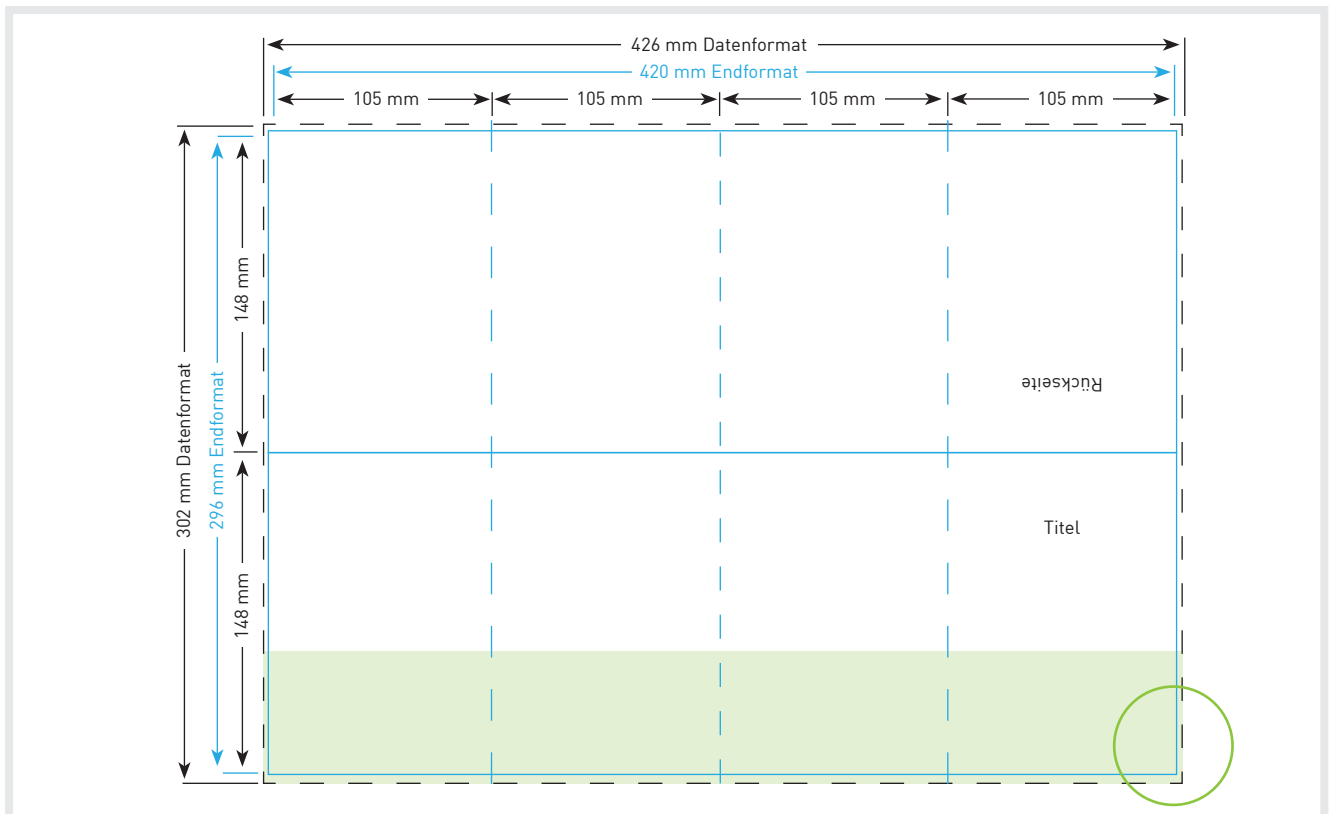 426 mm Datenformat
420 mm Endformat
105 mm
105 mm
105 mm
105 mm
302 mm Datenformat
296 mm Endformat
148 mm
148 mm
Rückseite
Titel